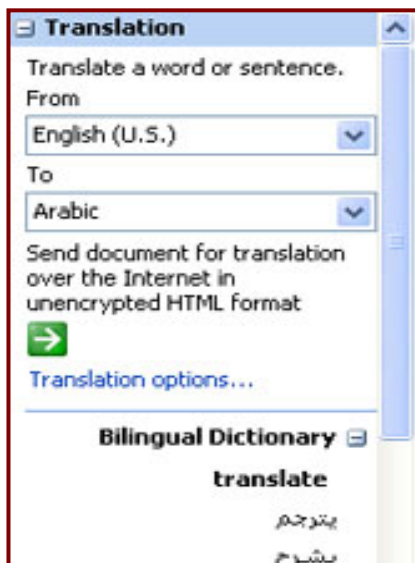 Translation
Translate a word or sentence.
From
English (U.S.)
To
Arabic
Send document for translation
over the Internet in
unencrypted HTML format
Translation options...
Bilingual Dictionary
translate
يترجم
يشرح